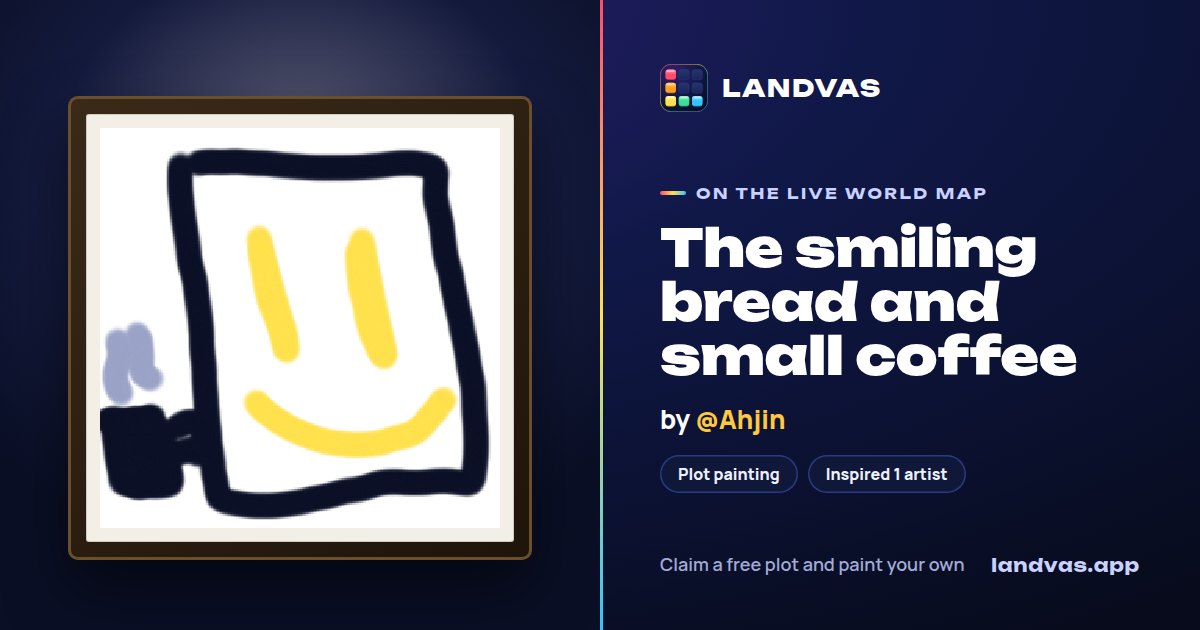 LANDVAS
ON THE LIVE WORLD MAP
The smiling
bread and
small coffee
by @Ahjin
Plot painting
Inspired 1 artist
Claim a free plot and paint your own
landvas.app